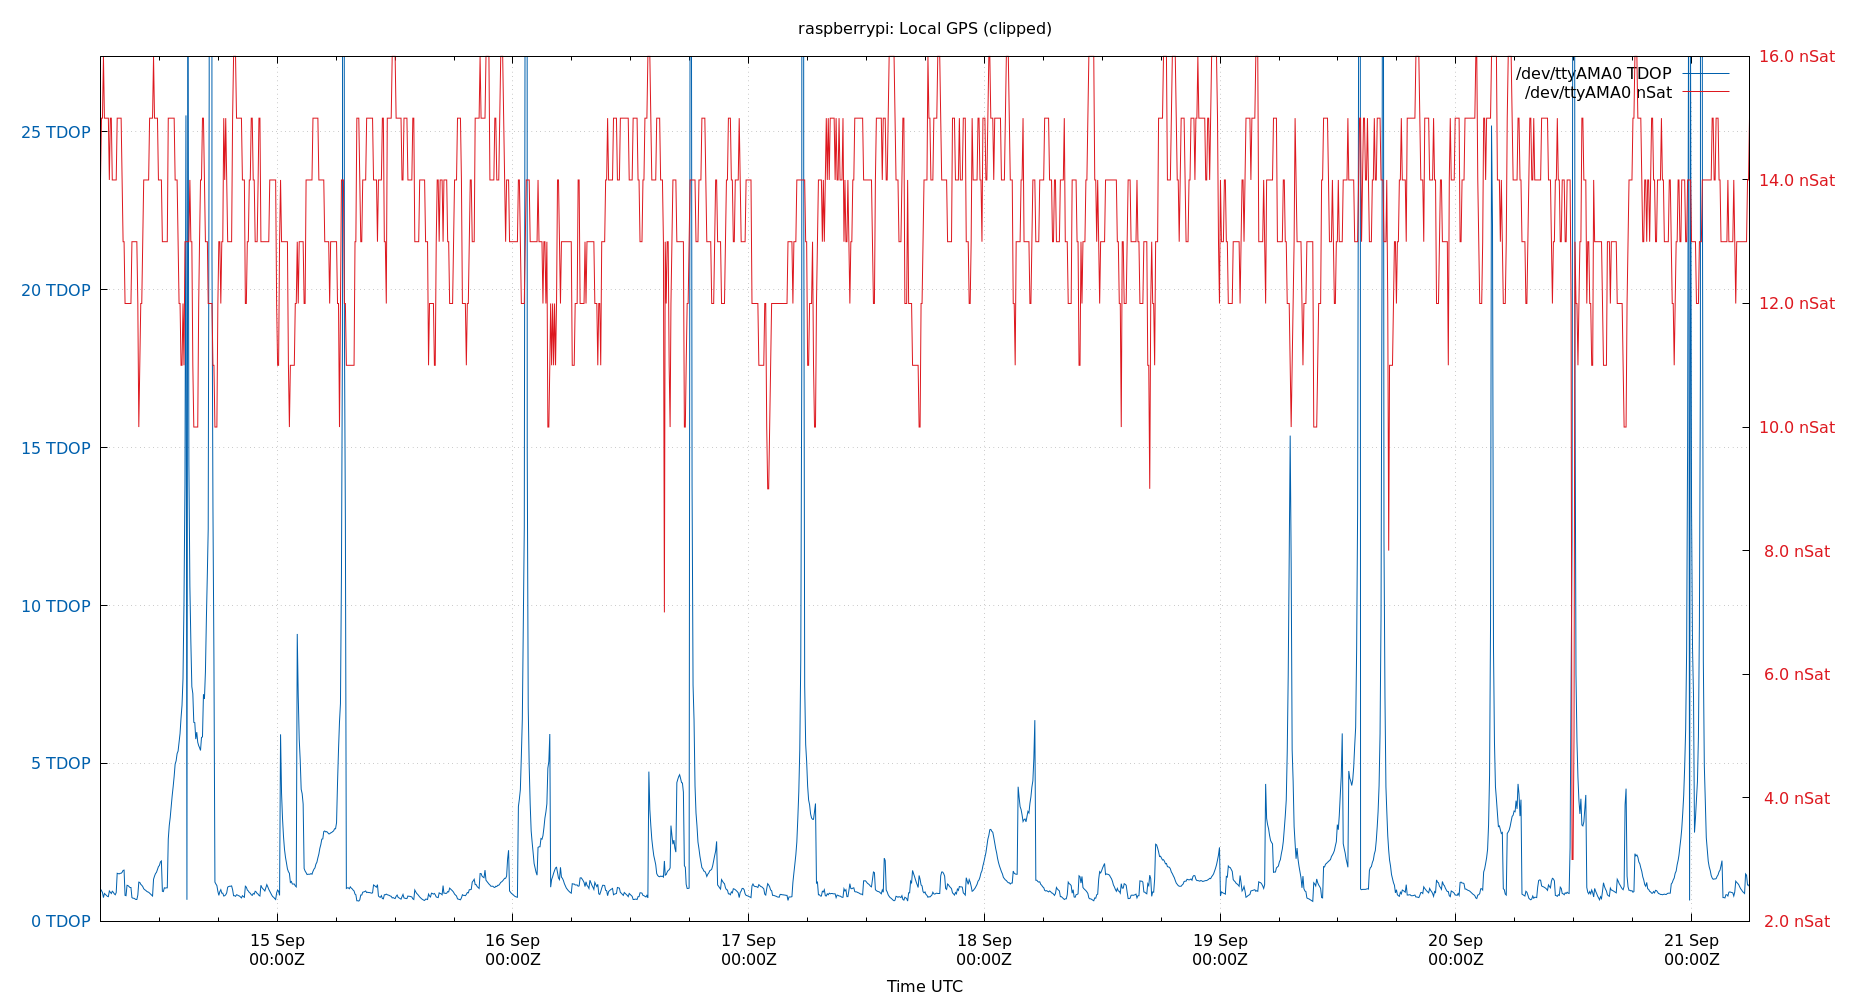 raspberrypi: Local GPS (clipped)
16.0 nSat
/dev/ttyAMA0 TDOP
/dev/ttyAMA0 nSat
25 TDOP
14.0 nSat
20 TDOP
12.0 nSat
15 TDOP
10.0 nSat
8.0 nSat
10 TDOP
6.0 nSat
5 TDOP
4.0 nSat
0 TDOP
2.0 nSat
15 Sep 16 Sep 17 Sep 18 Sep 19 Sep 20 Sep 21 Sep
00:00Z 00:00Z 00:00Z 00:00Z 00:00Z 00:00Z 00:00Z
Time UTC